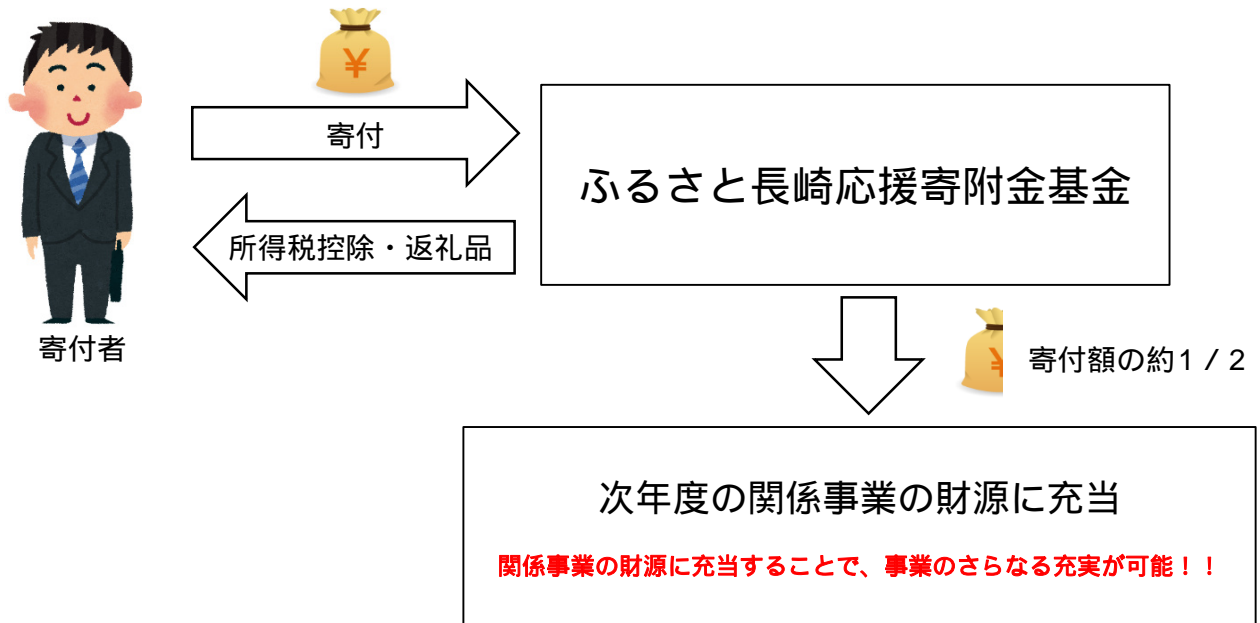 ¥
寄付
ふるさと長崎応援寄附金基金
所得税控除・返礼品
寄付者
¥
寄付額の約1/2
次年度の関係事業の財源に充当
関係事業の財源に充当することで、事業のさらなる充実が可能！！